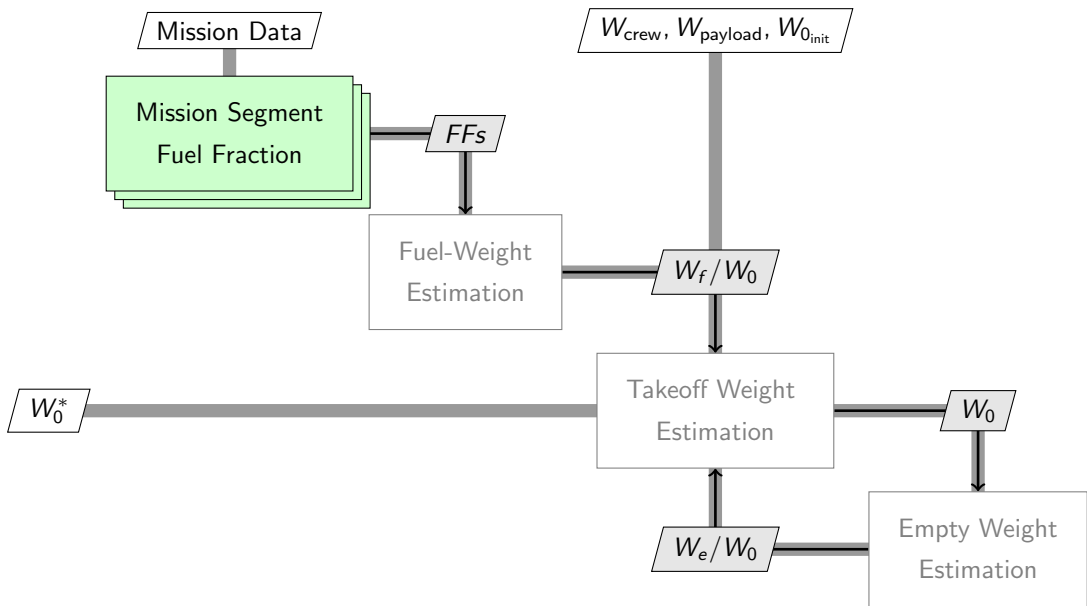 Mission Data
W_crew, W_payload, W_0_init
Mission Segment
Fuel Fraction
FFs
Fuel-Weight
Estimation
W_f/W_0
Takeoff Weight
Estimation
W_0^*
W_0
W_e/W_0
Empty Weight
Estimation